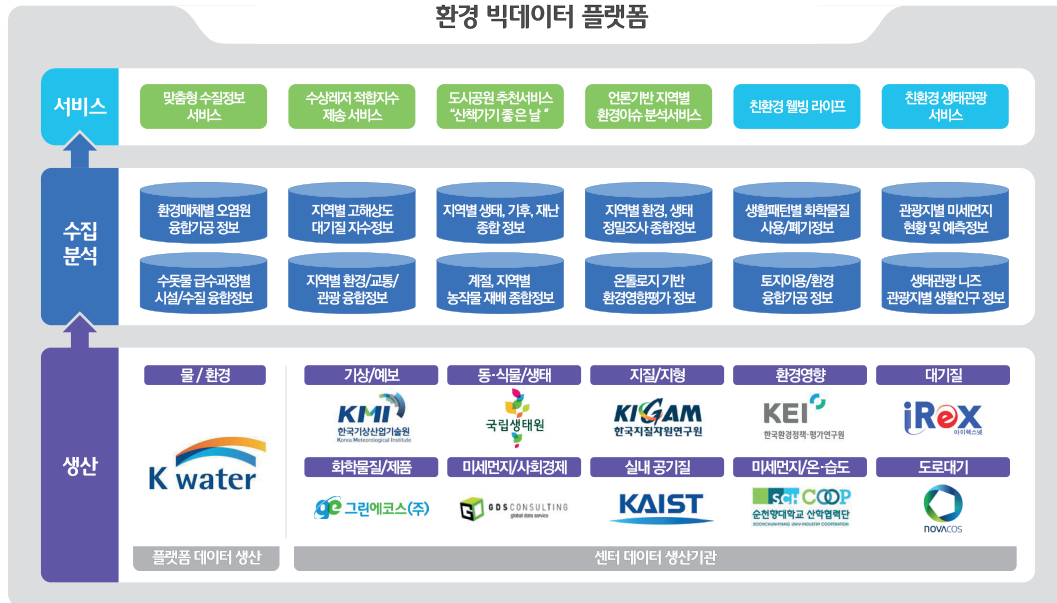 환경 빅데이터 플랫폼
서비스
맞춤형 수질정보
서비스
수상레저 적합지수
제송 서비스
도시공원 추천서비스
“산책가기 좋은 날 “
언론기반 지역별
환경이슈 분석서비스
친환경 웰빙 라이프
친환경 생태관광
서비스
수집
분석
환경매체별 오염원
융합가공 정보
지역별 고해상도
대기질 지수정보
지역별 생태, 기후, 재난
종합 정보
지역별 환경, 생태
정밀조사 종합정보
생활패턴별 화학물질
사용/폐기정보
관광지별 미세먼지
현황 및 예측정보
수돗물 급수과정별
시설/수질 융합정보
지역별 환경/교통/
관광 융합정보
계절, 지역별
농작물 재배 종합정보
온톨로지 기반
환경영향평가 정보
토지이용/환경
융합가공 정보
생태관광 니즈
관광지별 생활인구 정보
생산
물 / 환경
K water
기상/예보
KMI
한국기상산업기술원
Korea Meteorological Institute
동·식물/생태
국립생태원
지질/지형
KIGAM
한국지질자원연구원
환경영향
KEI
한국환경정책·평가연구원
대기질
iReX
아이렉스넷
화학물질/제품
ge 그린에코스(주)
미세먼지/사회경제
GDSCONSULTING
global data service
실내 공기질
KAIST
미세먼지/온·습도
SCH COOP
순천향대학교 산학협력단
SOONCHUNHYANG UNIV·INDUSTRY COOPERATION
도로대기
NOVACOS
플랫폼 데이터 생산
센터 데이터 생산기관